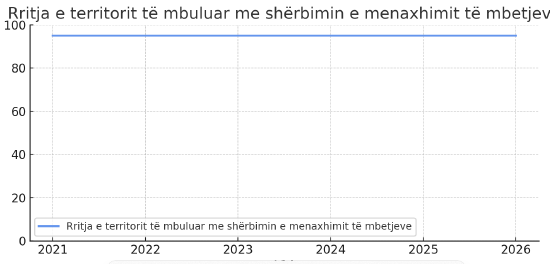 Rritja e territorit të mbuluar me shërbimin e menaxhimit të mbetjev
100
80
60
40
20
0
Rritja e territorit të mbuluar me shërbimin e menaxhimit të mbetjeve
2021 2022 2023 2024 2025 2026